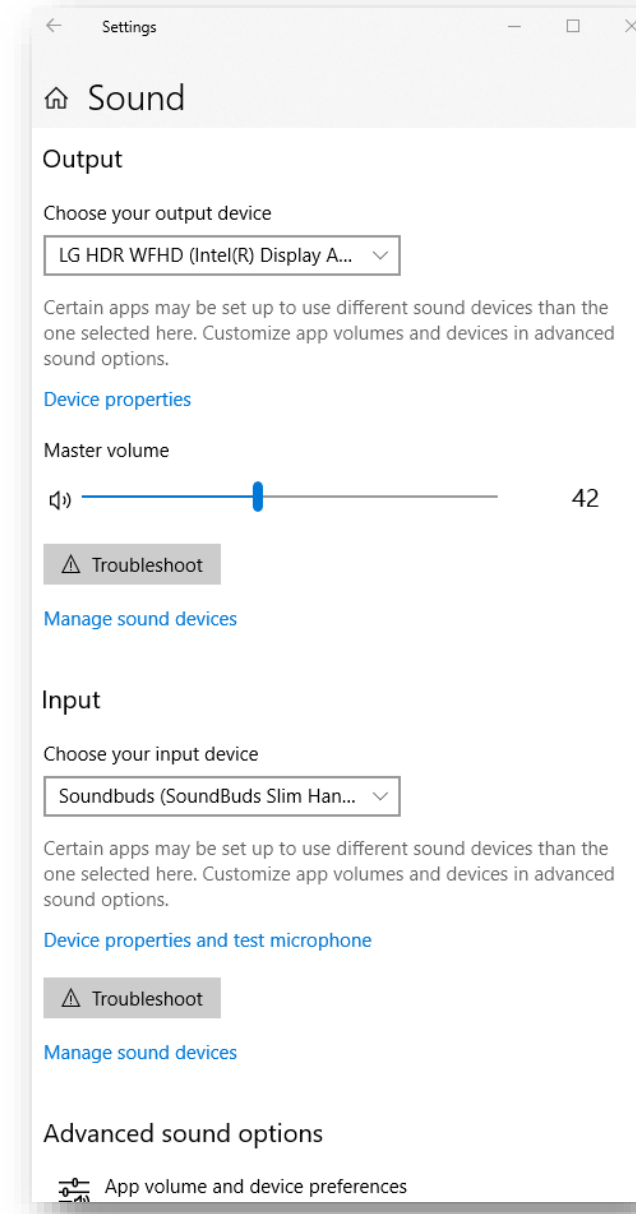 Settings
Sound
Output
Choose your output device
LG HDR WFHD (Intel(R) Display A...
Certain apps may be set up to use different sound devices than the
one selected here. Customize app volumes and devices in advanced
sound options.
Device properties
Master volume
42
Troubleshoot
Manage sound devices
Input
Choose your input device
Soundbuds (SoundBuds Slim Han...
Certain apps may be set up to use different sound devices than the
one selected here. Customize app volumes and devices in advanced
sound options.
Device properties and test microphone
Troubleshoot
Manage sound devices
Advanced sound options
App volume and device preferences